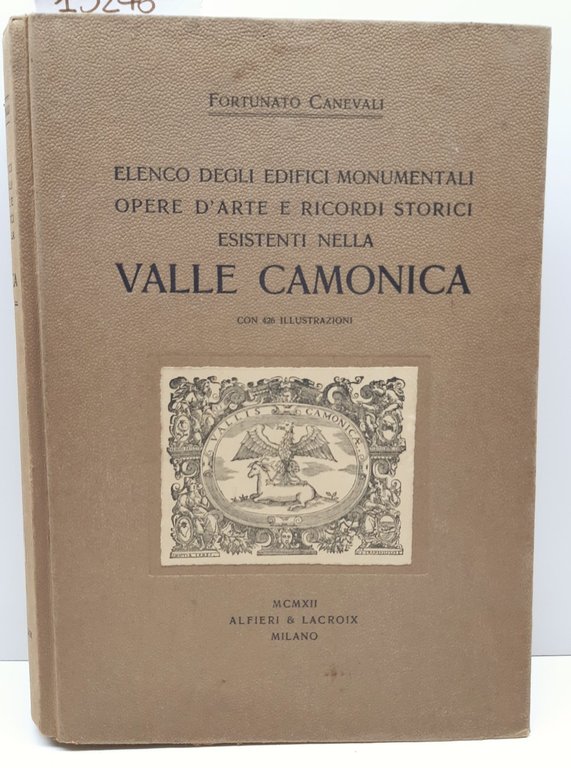 15246
FORTUNATO CANEVALI
ELENCO DEGLI EDIFICI MONUMENTALI
OPERE D'ARTE E RICORDI STORICI
ESISTENTI NELLA
VALLE CAMONICA
CON 426 ILLUSTRAZIONI
VALLIS CAMONICÆ
MCMXII
ALFIERI & LACROIX
MILANO